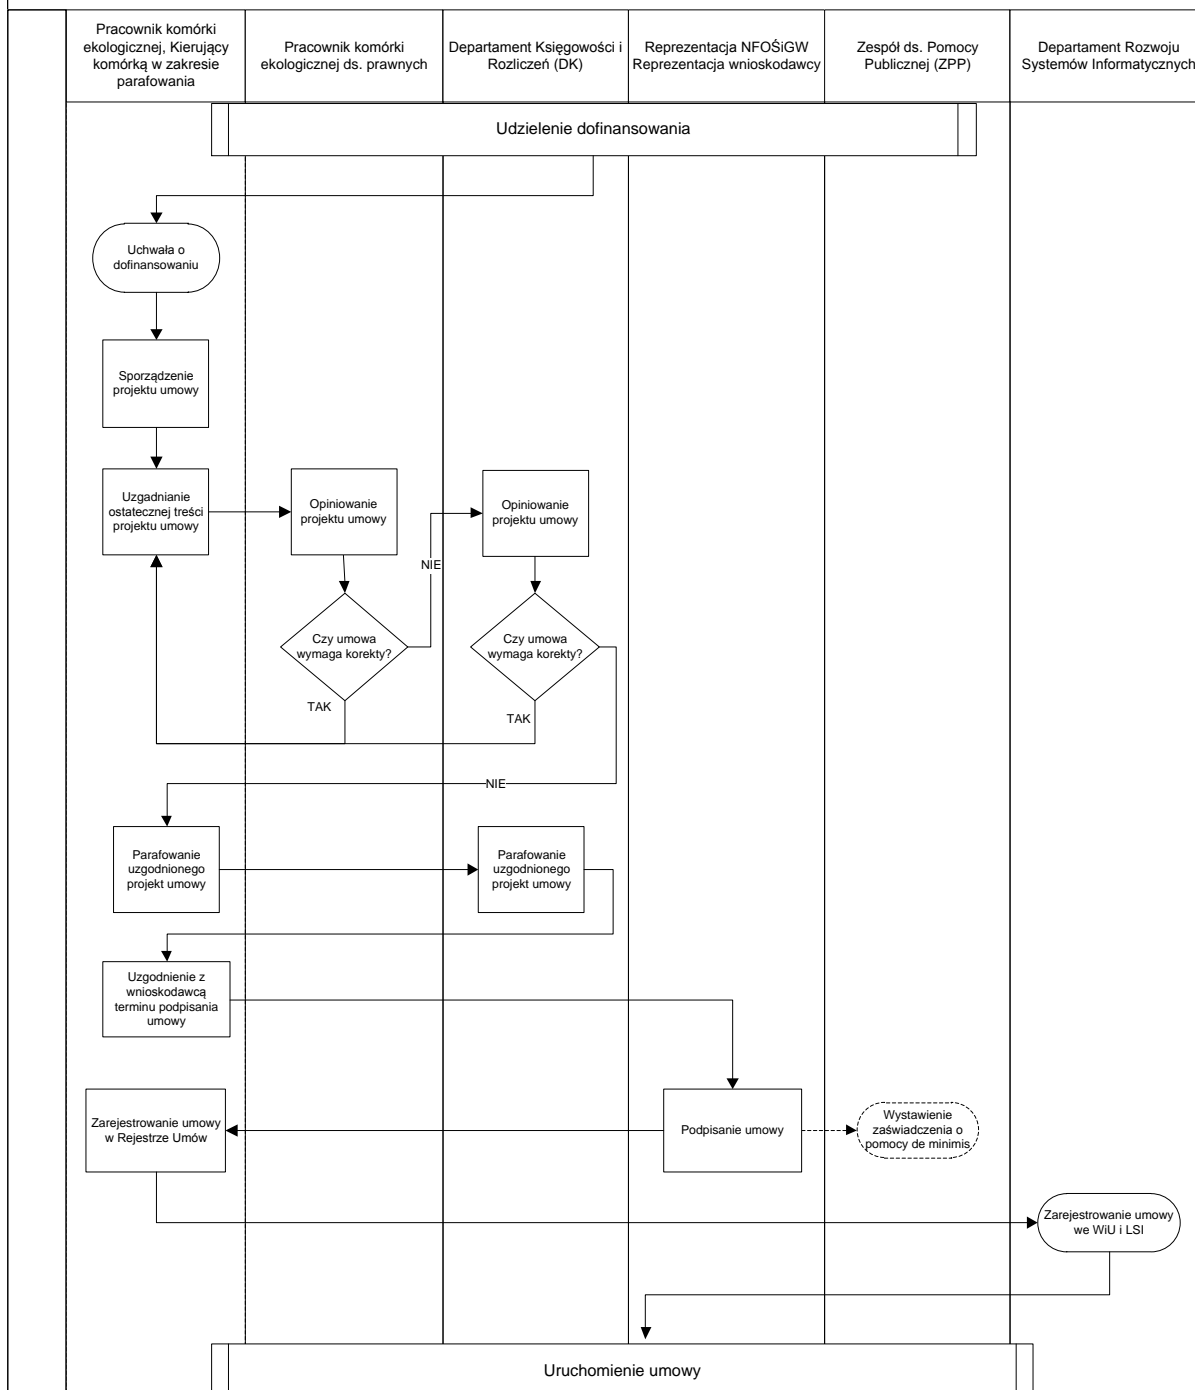 Pracownik komórki
ekologicznej, Kierujący
komórką w zakresie
parafowania
Pracownik komórki
ekologicznej ds. prawnych
Departament Księgowości i
Rozliczeń (DK)
Reprezentacja NFOŚiGW
Reprezentacja wnioskodawcy
Zespół ds. Pomocy
Publicznej (ZPP)
Departament Rozwoju
Systemów Informatycznych
Udzielenie dofinansowania
Uchwała o
dofinansowaniu
Sporządzenie
projektu umowy
Uzgadnianie
ostatecznej treści
projektu umowy
Opiniowanie
projektu umowy
Opiniowanie
projektu umowy
NIE
Czy umowa
wymaga korekty?
Czy umowa
wymaga korekty?
TAK
TAK
NIE
Parafowanie
uzgodnionego
projekt umowy
Parafowanie
uzgodnionego
projekt umowy
Uzgodnienie z
wnioskodawcą
terminu podpisania
umowy
Zarejestrowanie umowy
w Rejestrze Umów
Podpisanie umowy
Wystawienie
zaświadczenia o
pomocy de minimis
Zarejestrowanie umowy
we WiU i LSI
Uruchomienie umowy